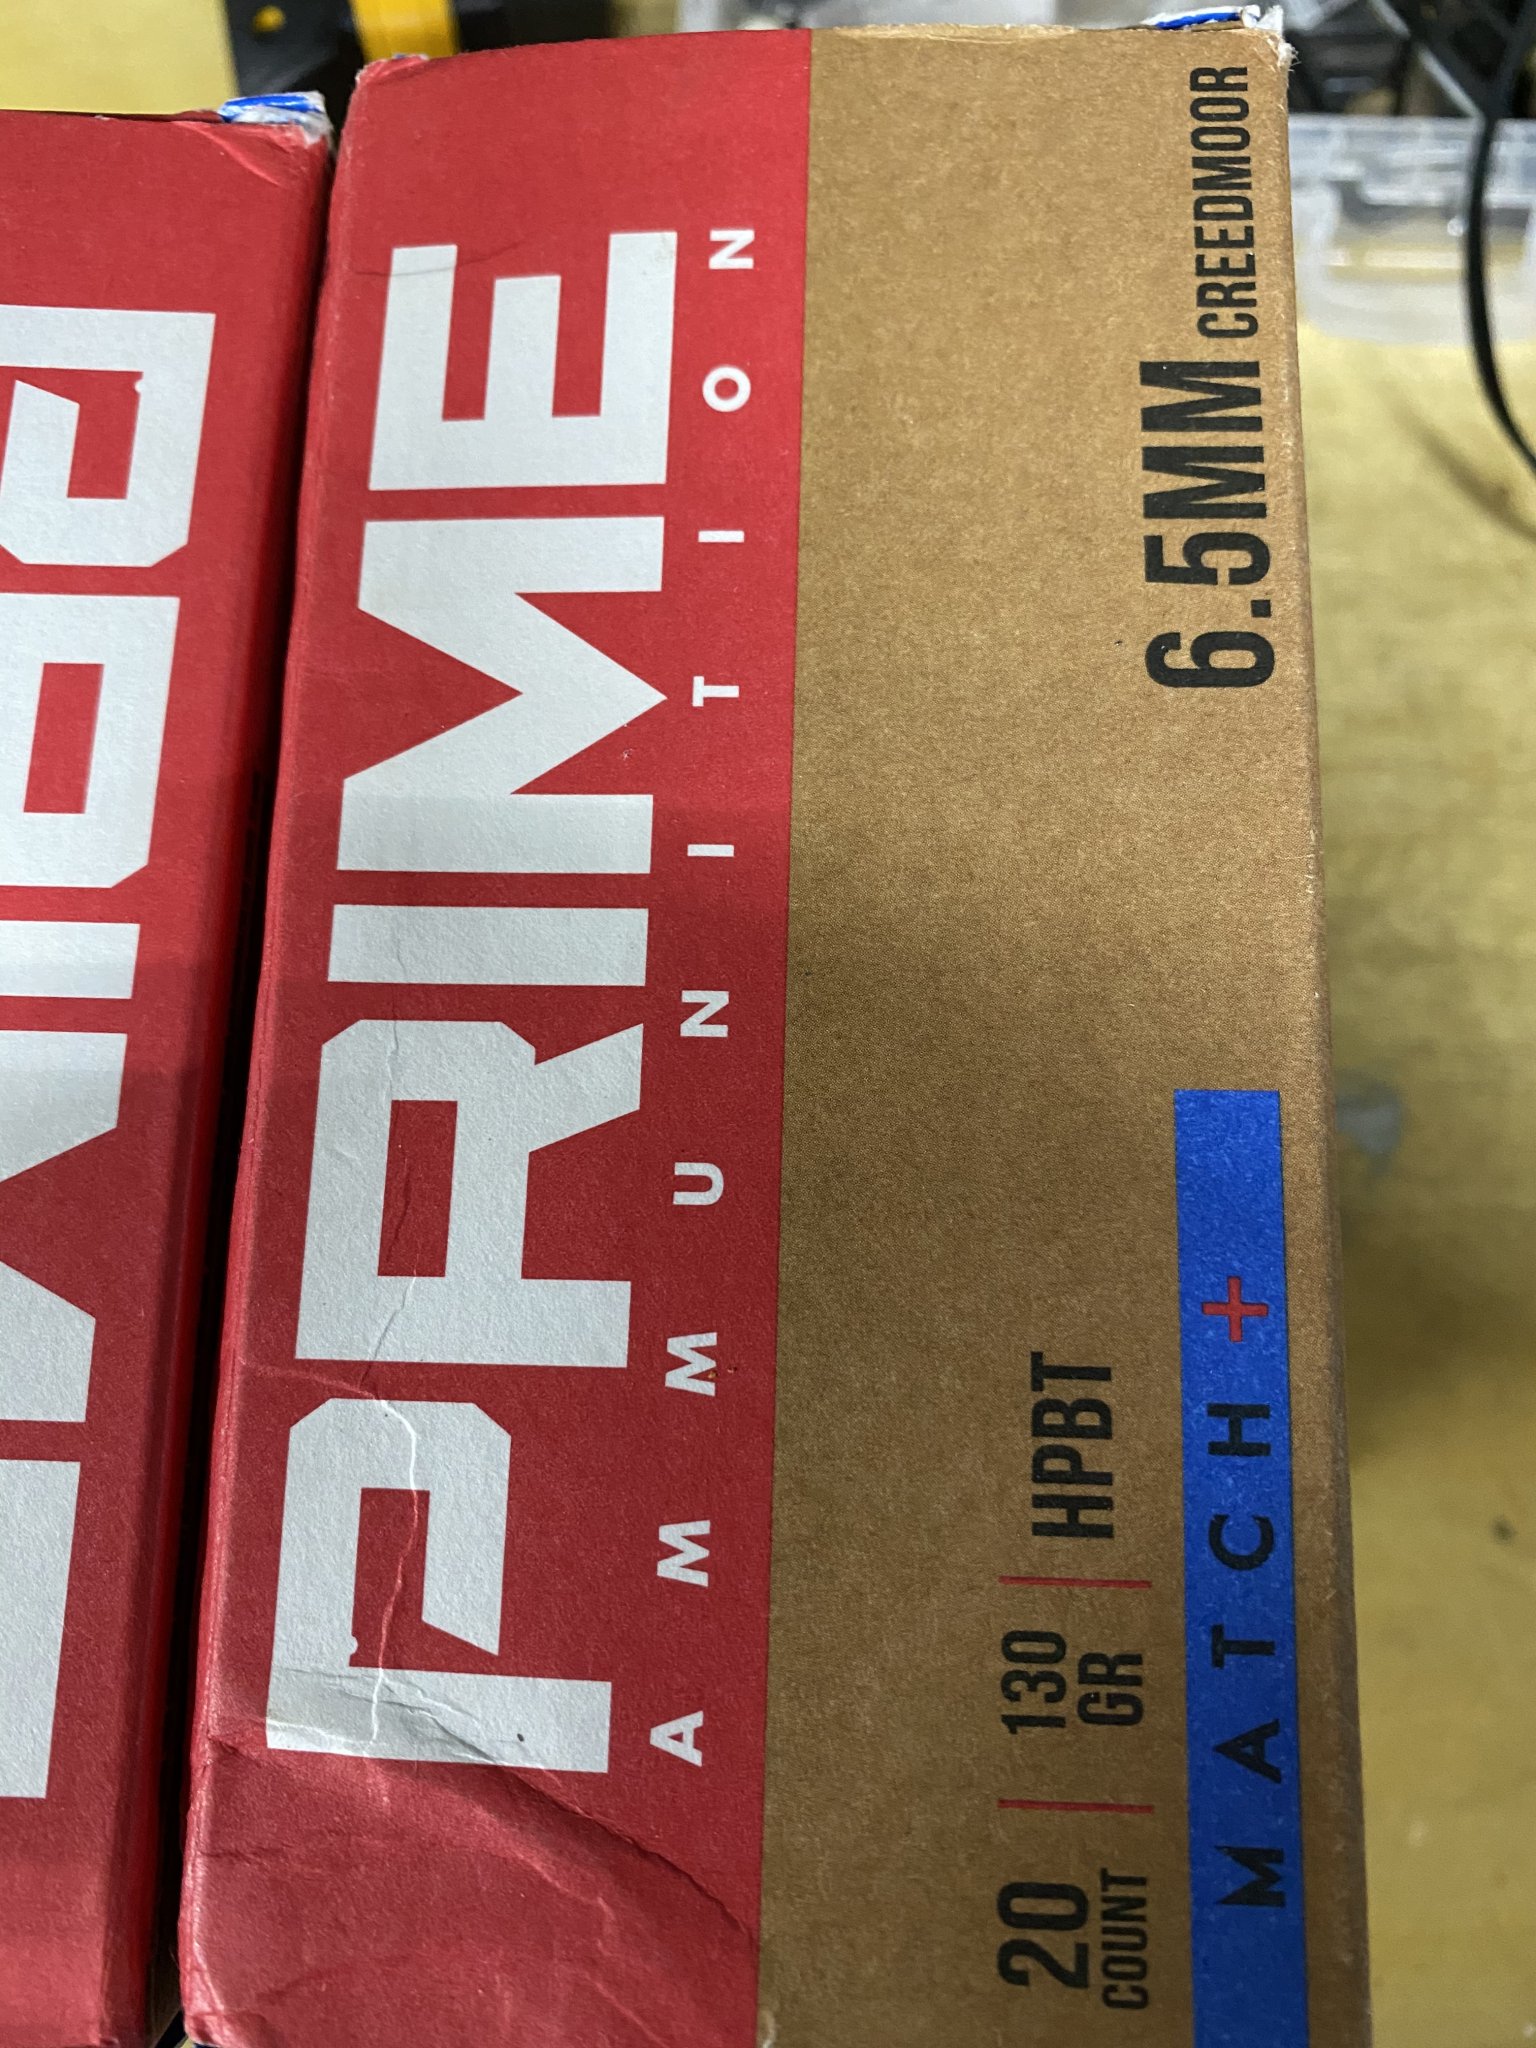 PRIME
AMMUNITION
6.5MM CREEDMOOR
20 COUNT | 130 GR | HPBT
MATCH+